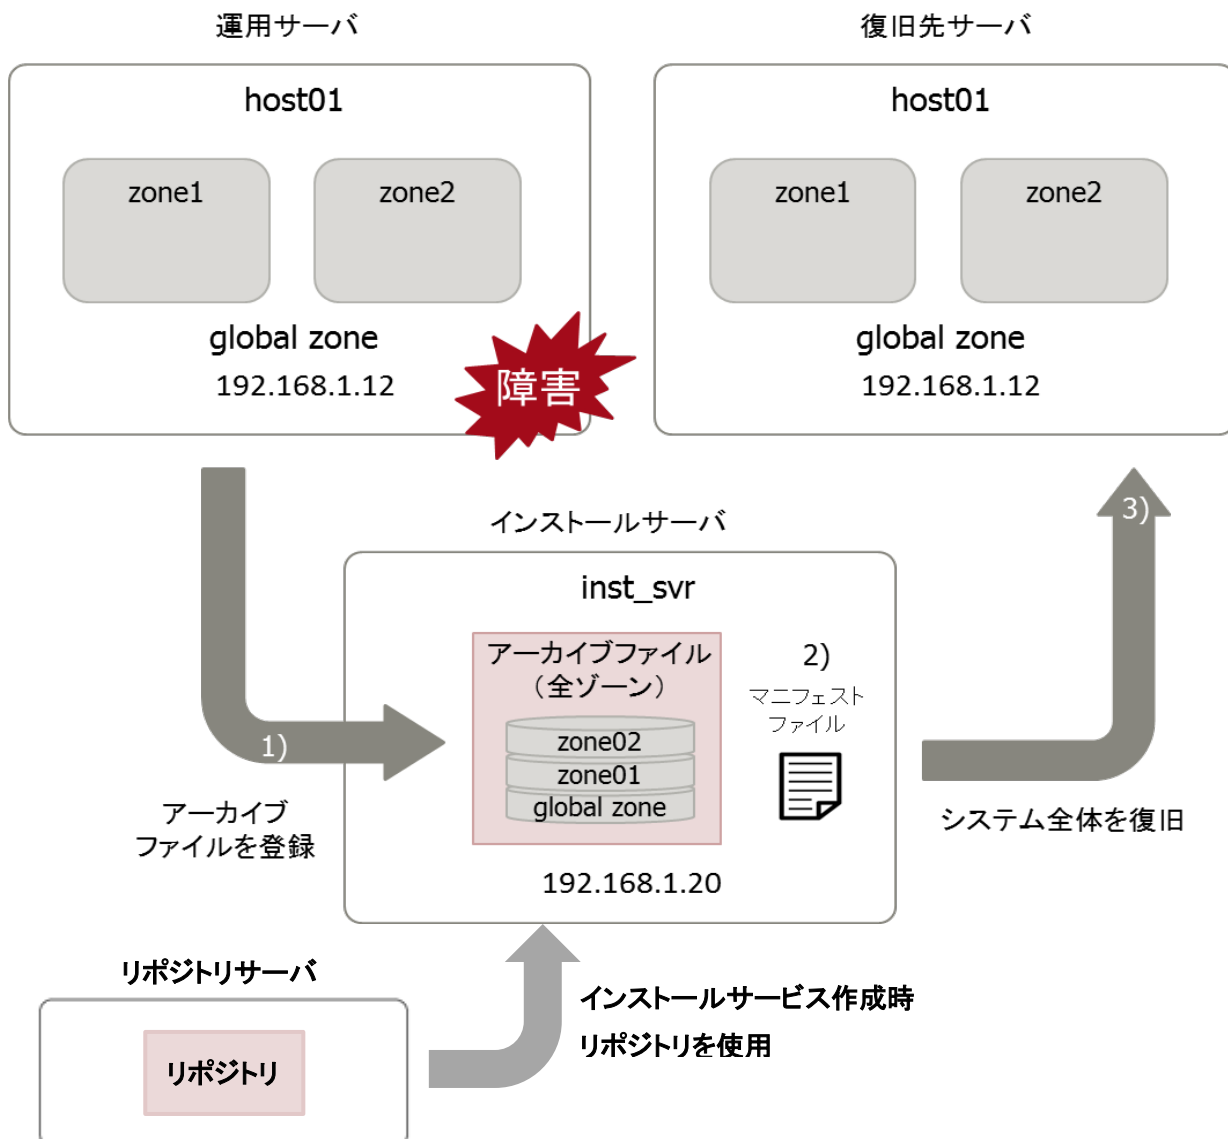 運用サーバ
復旧先サーバ
host01
zone1
zone2
global zone
192.168.1.12
障害
host01
zone1
zone2
global zone
192.168.1.12
インストールサーバ
inst_svr
アーカイブファイル
（全ゾーン）
zone02
zone01
global zone
2)
マニフェスト
ファイル
192.168.1.20
1)
アーカイブ
ファイルを登録
3)
システム全体を復旧
リポジトリサーバ
リポジトリ
インストールサービス作成時
リポジトリを使用